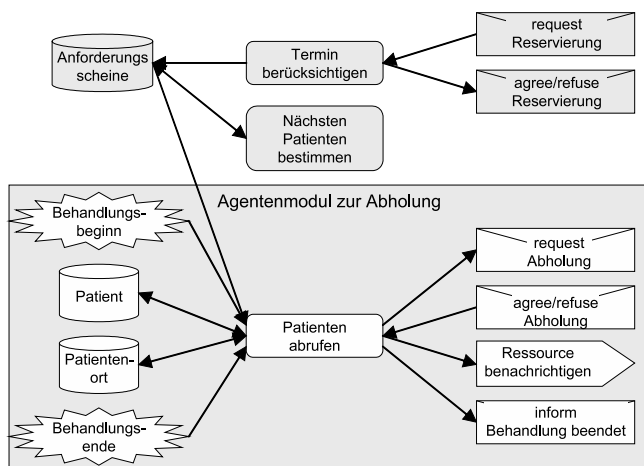 Anforderungs
scheine
Termin
berücksichtigen
request
Reservierung
agree/refuse
Reservierung
Nächsten
Patienten
bestimmen
Agentenmodul zur Abholung
Behandlungs-
beginn
Patient
Patienten-
ort
Behandlungs-
ende
Patienten
abrufen
request
Abholung
agree/refuse
Abholung
Ressource
benachrichtigen
inform
Behandlung beendet